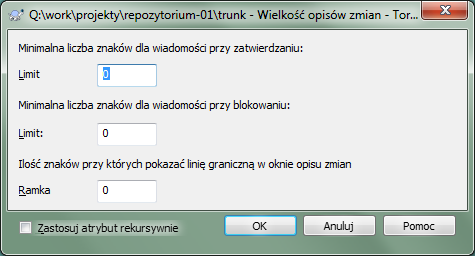 Q:\work\projekty\repozytorium-01\trunk - Wielkość opisów zmian - Tor...
Minimalna liczba znaków dla wiadomości przy zatwierdzaniu:
Limit 0
Minimalna liczba znaków dla wiadomości przy blokowaniu:
Limit: 0
Ilość znaków przy których pokazać linię graniczną w oknie opisu zmian
Ramka 0
Zastosuj atrybut rekursywnie OK Anuluj Pomoc